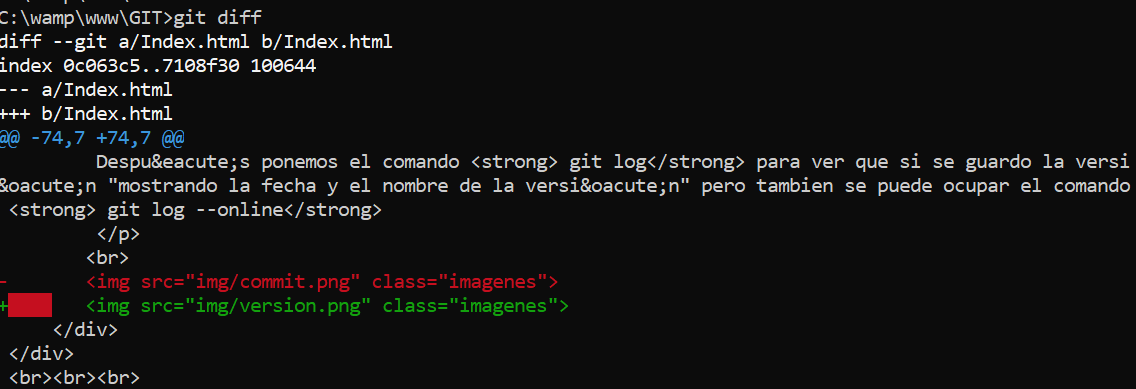 C:\wamp\www\GIT>git diff
diff --git a/Index.html b/Index.html
index 0c063c5..7108f30 100644
--- a/Index.html
+++ b/Index.html
@@ -74,7 +74,7 @@
Despu&eacute;s ponemos el comando <strong> git log</strong> para ver que si se guardo la versi
&oacute;n "mostrando la fecha y el nombre de la versi&oacute;n" pero tambien se puede ocupar el comando
<strong> git log --online</strong>
</p>
<br>
- <img src="img/commit.png" class="imagenes">
+ <img src="img/version.png" class="imagenes">
</div>
</div>
<br><br><br>